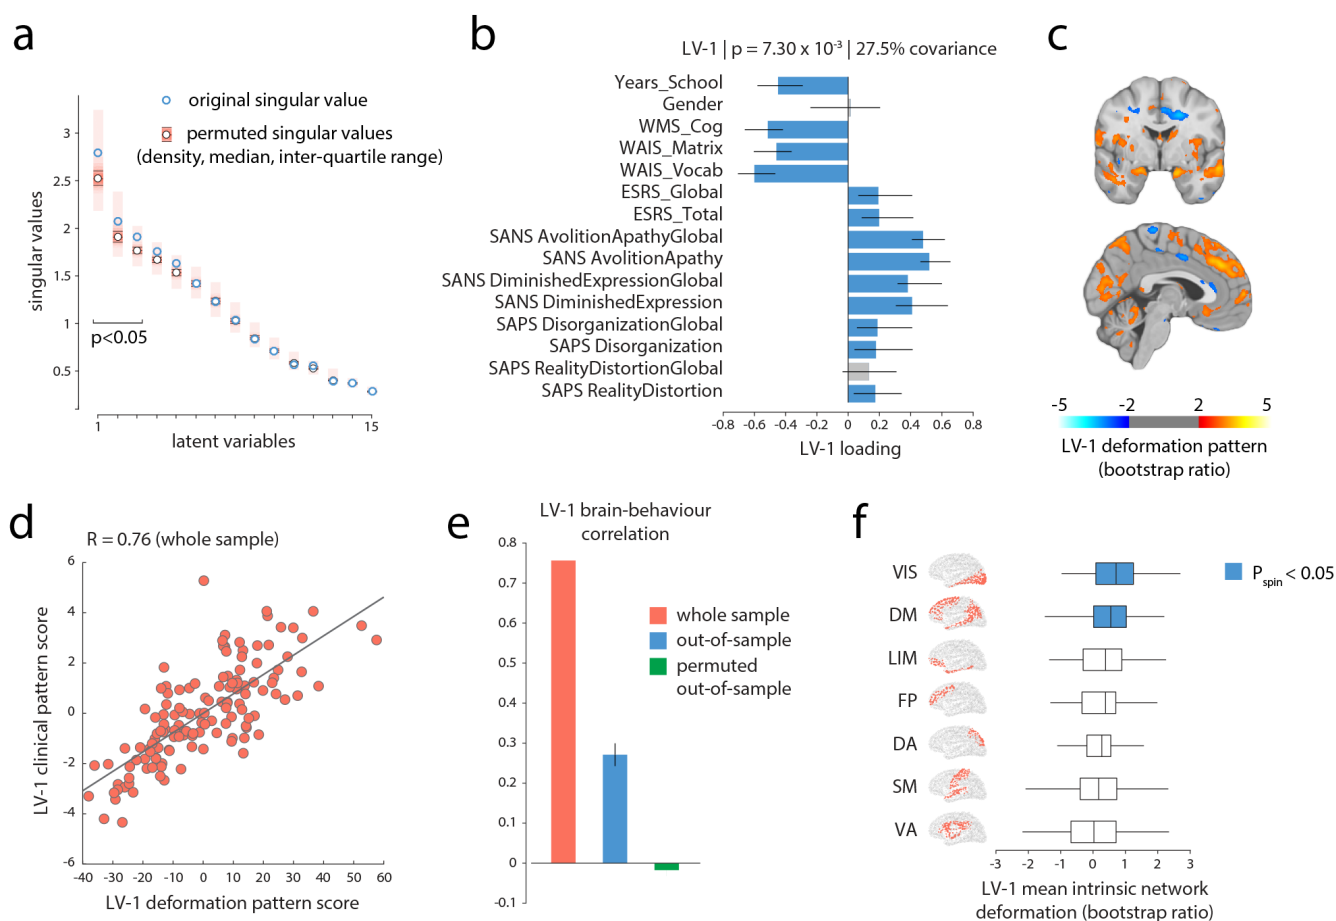 a
original singular value
permuted singular values
(density, median, inter-quartile range)
singular values
3
2.5
2
1.5
1
0.5
p<0.05
1
15
latent variables
b
LV-1 | p = 7.30 x 10-3 | 27.5% covariance
Years_School
Gender
WMS_Cog
WAIS_Matrix
WAIS_Vocab
ESRS_Global
ESRS_Total
SANS AvolitionApathyGlobal
SANS AvolitionApathy
SANS DiminishedExpressionGlobal
SANS DiminishedExpression
SAPS DisorganizationGlobal
SAPS Disorganization
SAPS RealityDistortionGlobal
SAPS RealityDistortion
-0.8 -0.6 -0.4 -0.2 0 0.2 0.4 0.6 0.8
LV-1 loading
c
-5 -2 2 5
LV-1 deformation pattern
(bootstrap ratio)
d
R = 0.76 (whole sample)
LV-1 clinical pattern score
6
4
2
0
-2
-4
-6
-40 -30 -20 -10 0 10 20 30 40 60
LV-1 deformation pattern score
e
LV-1 brain-behaviour
correlation
0.8
0.7
0.6
0.5
0.4
0.3
0.2
0.1
0
-0.1
whole sample
out-of-sample
permuted
out-of-sample
f
VIS
DM
LIM
FP
DA
SM
VA
Pspin < 0.05
-3 -2 -1 0 1 2 3
LV-1 mean intrinsic network
deformation (bootstrap ratio)